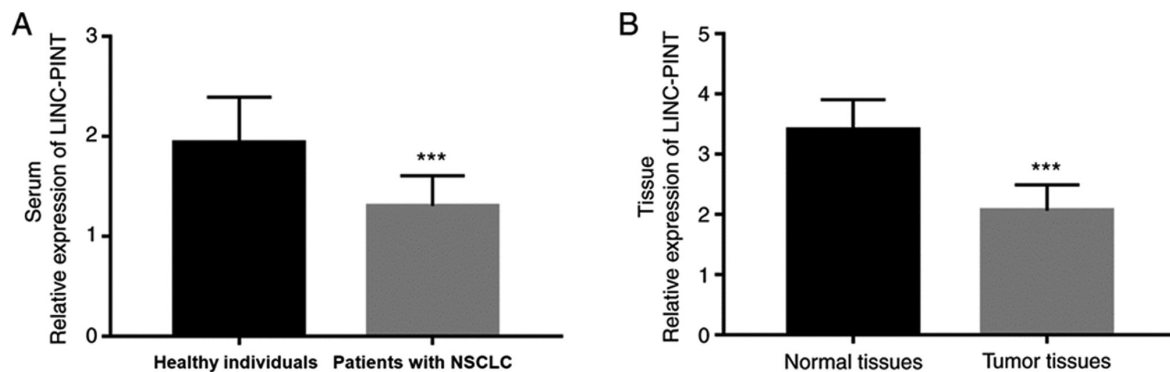 A
Serum
Relative expression of LINC-PINT
3
2
1
0
***
Healthy individuals
Patients with NSCLC
B
Tissue
Relative expression of LINC-PINT
5
4
3
2
1
0
***
Normal tissues
Tumor tissues